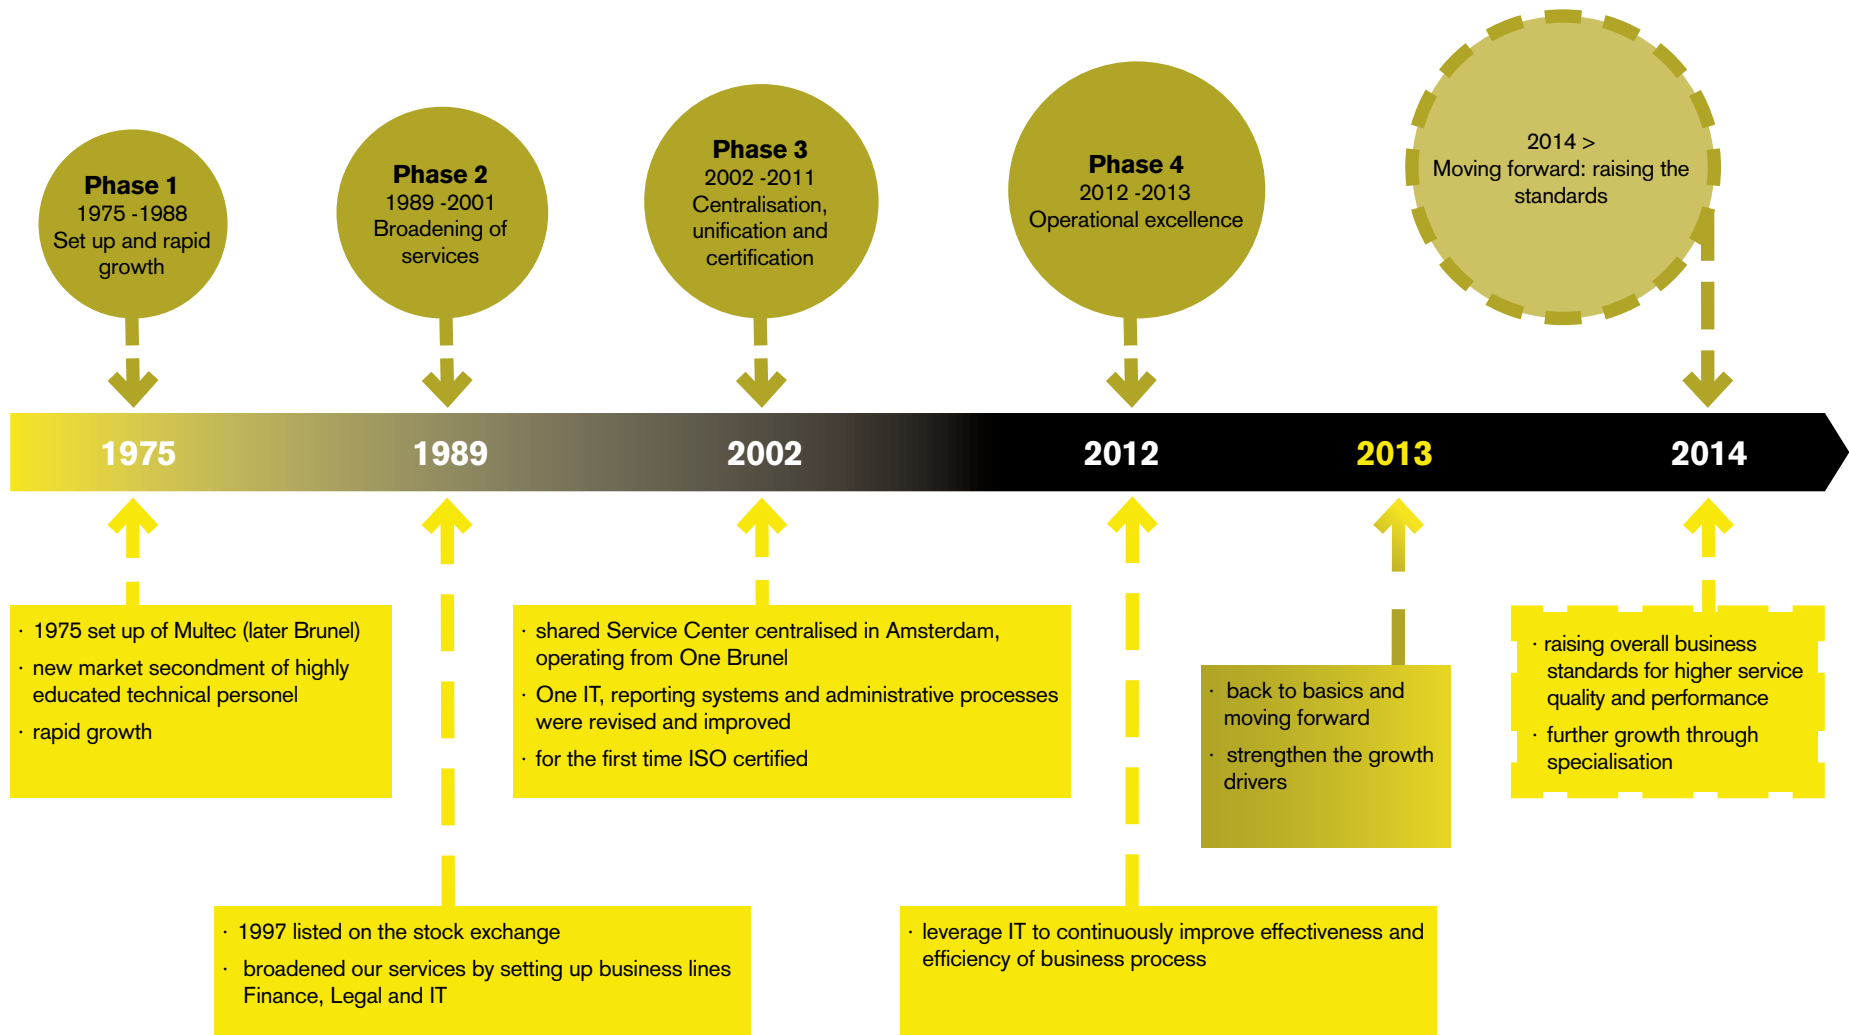 Phase 1
1975 -1988
Set up and rapid
growth
Phase 2
1989 -2001
Broadening of
services
Phase 3
2002 -2011
Centralisation,
unification and
certification
Phase 4
2012 -2013
Operational excellence
2014 >
Moving forward: raising the
standards
1975
1989
2002
2012
2013
2014
· 1975 set up of Multec (later Brunel)
· new market secondment of highly
educated technical personel
· rapid growth
· 1997 listed on the stock exchange
· broadened our services by setting up business lines
Finance, Legal and IT
· shared Service Center centralised in Amsterdam,
operating from One Brunel
· One IT, reporting systems and administrative processes
were revised and improved
· for the first time ISO certified
· leverage IT to continuously improve effectiveness and
efficiency of business process
· back to basics and
moving forward
· strengthen the growth
drivers
· raising overall business
standards for higher service
quality and performance
· further growth through
specialisation